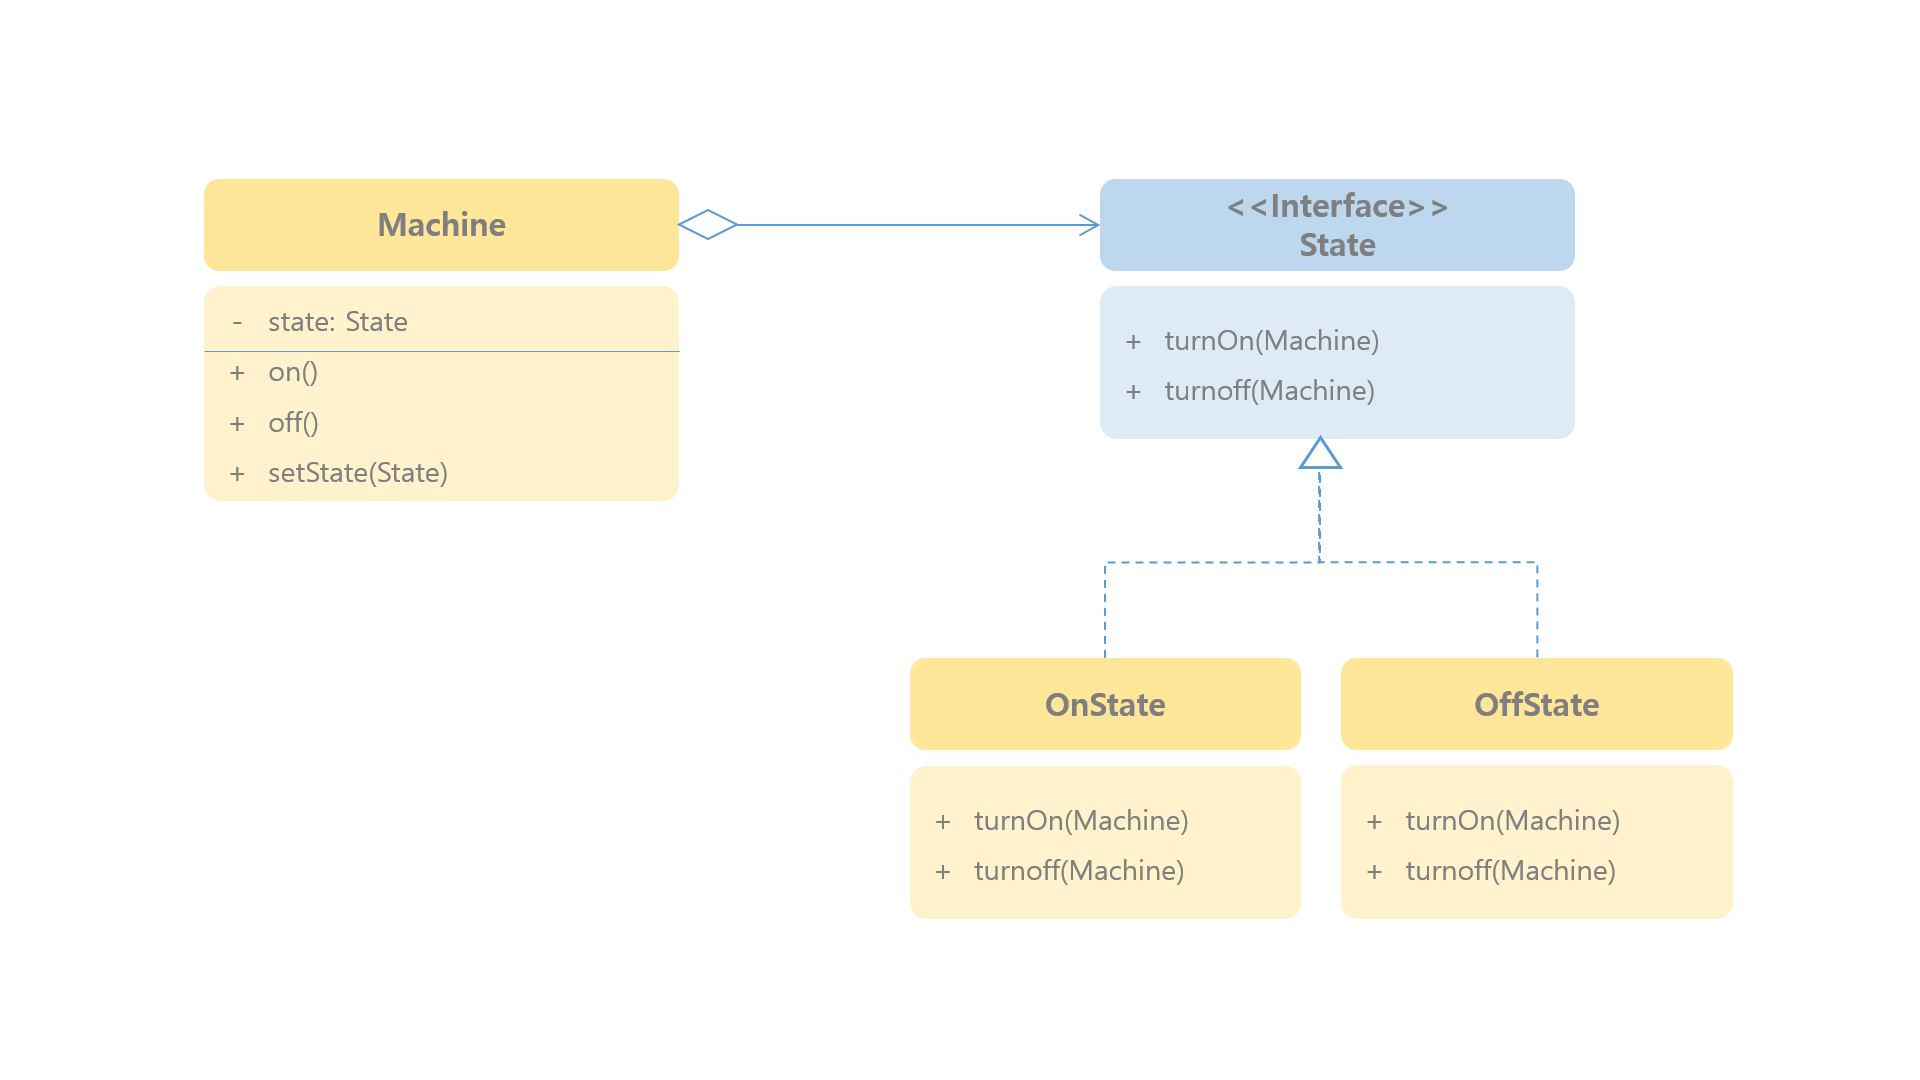 Machine
- state: State
+ on()
+ off()
+ setState(State)
<<Interface>>
State
+ turnOn(Machine)
+ turnoff(Machine)
OnState
+ turnOn(Machine)
+ turnoff(Machine)
OffState
+ turnOn(Machine)
+ turnoff(Machine)